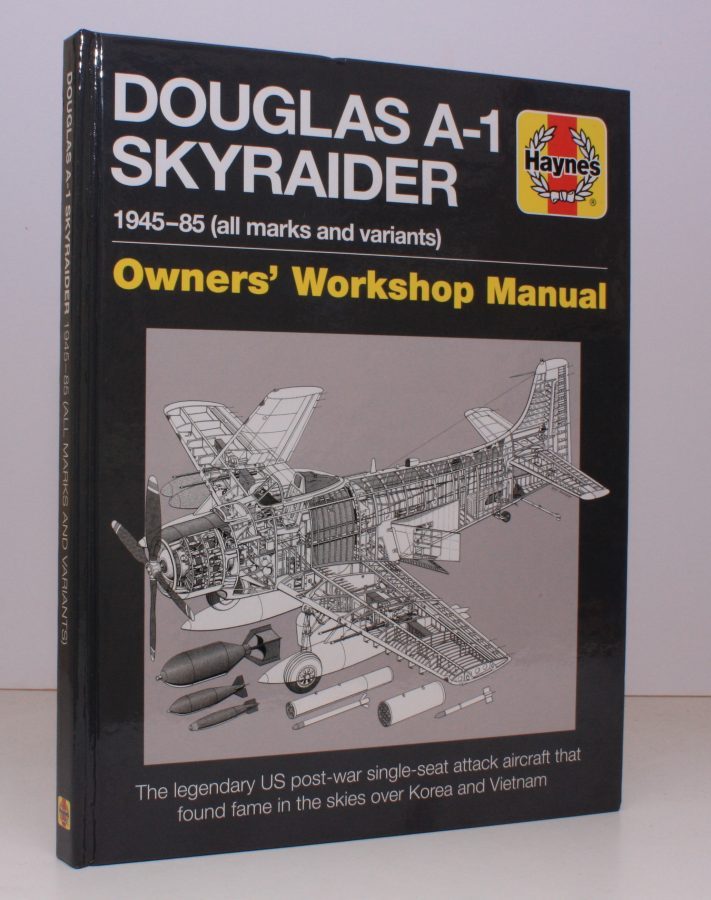 DOUGLAS A-1
SKYRAIDER
1945–85 (all marks and variants)
Haynes
®
Owners' Workshop Manual
The legendary US post-war single-seat attack aircraft that
found fame in the skies over Korea and Vietnam
DOUGLAS A-1 SKYRAIDER 1945–85 (ALL MARKS AND VARIANTS)